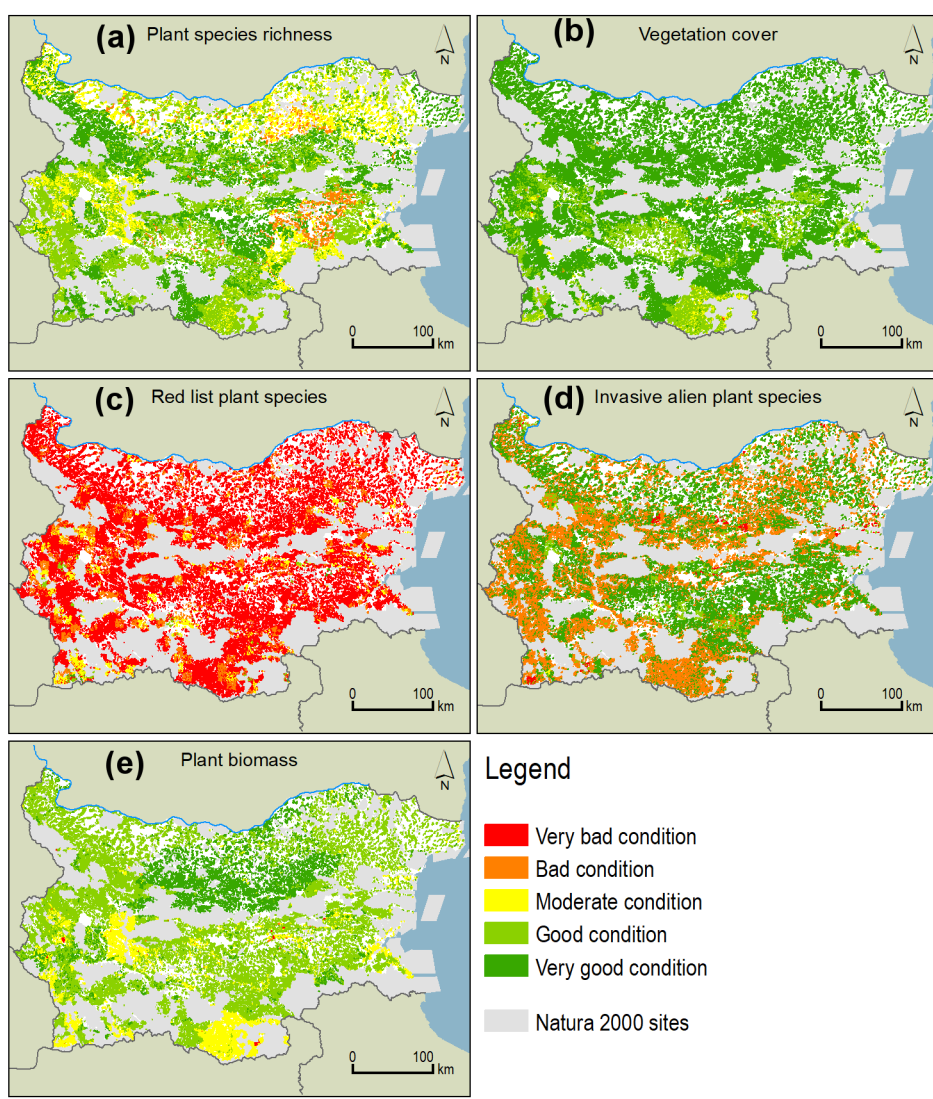 (a) Plant species richness
N
0 100
km
(b) Vegetation cover
N
0 100
km
(c) Red list plant species
N
0 100
km
(d) Invasive alien plant species
N
0 100
km
(e) Plant biomass
N
0 100
km
Legend
Very bad condition
Bad condition
Moderate condition
Good condition
Very good condition
Natura 2000 sites